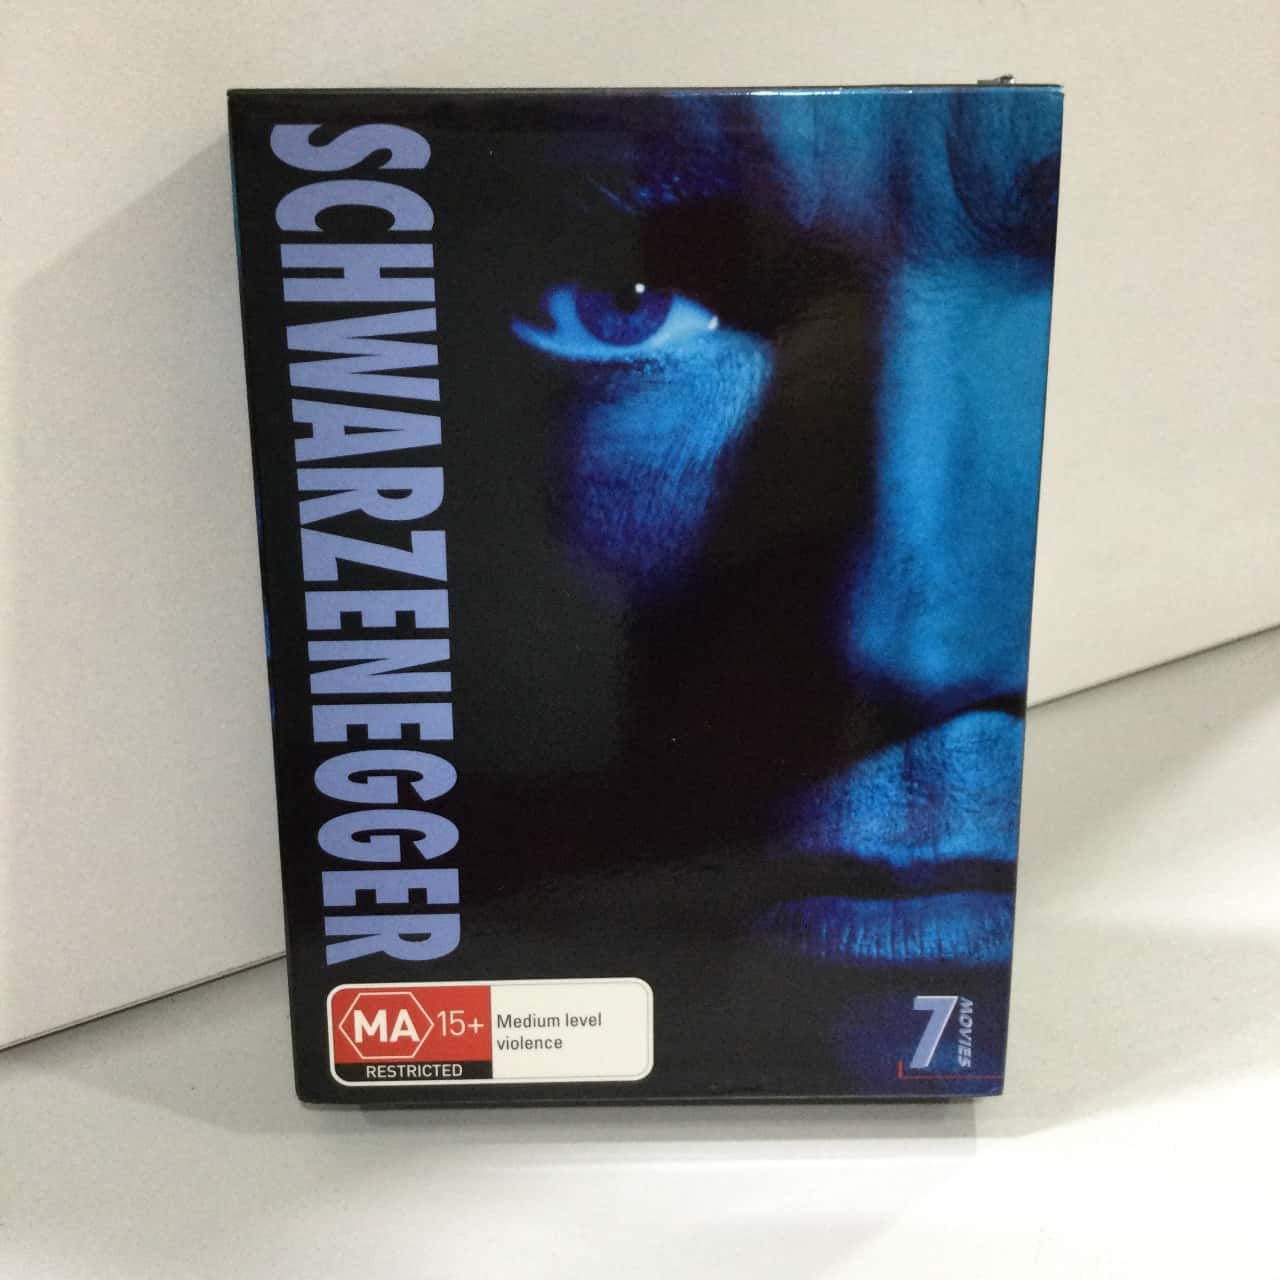 SCHWARZENEGGER
MA 15+
RESTRICTED
Medium level
violence
7 MOVIES